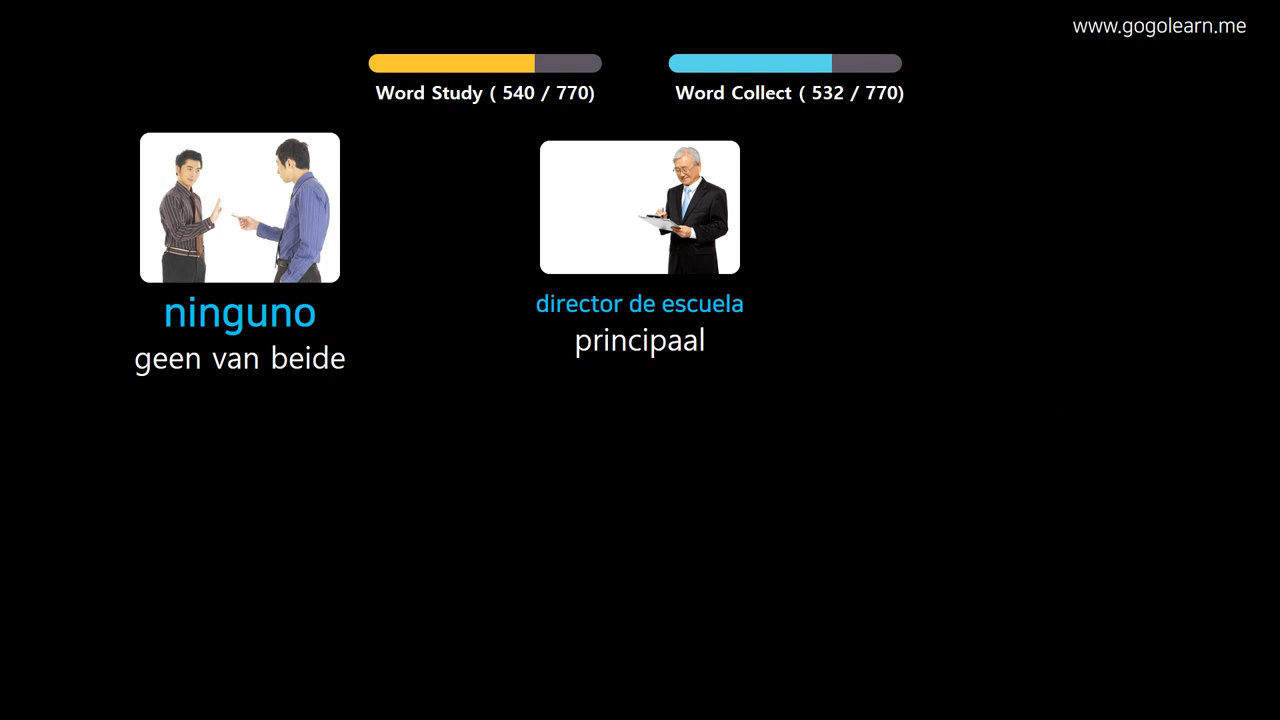 www.gogolearn.me
Word Study ( 540 / 770)
Word Collect ( 532 / 770)
ninguno
geen van beide
director de escuela
principaal